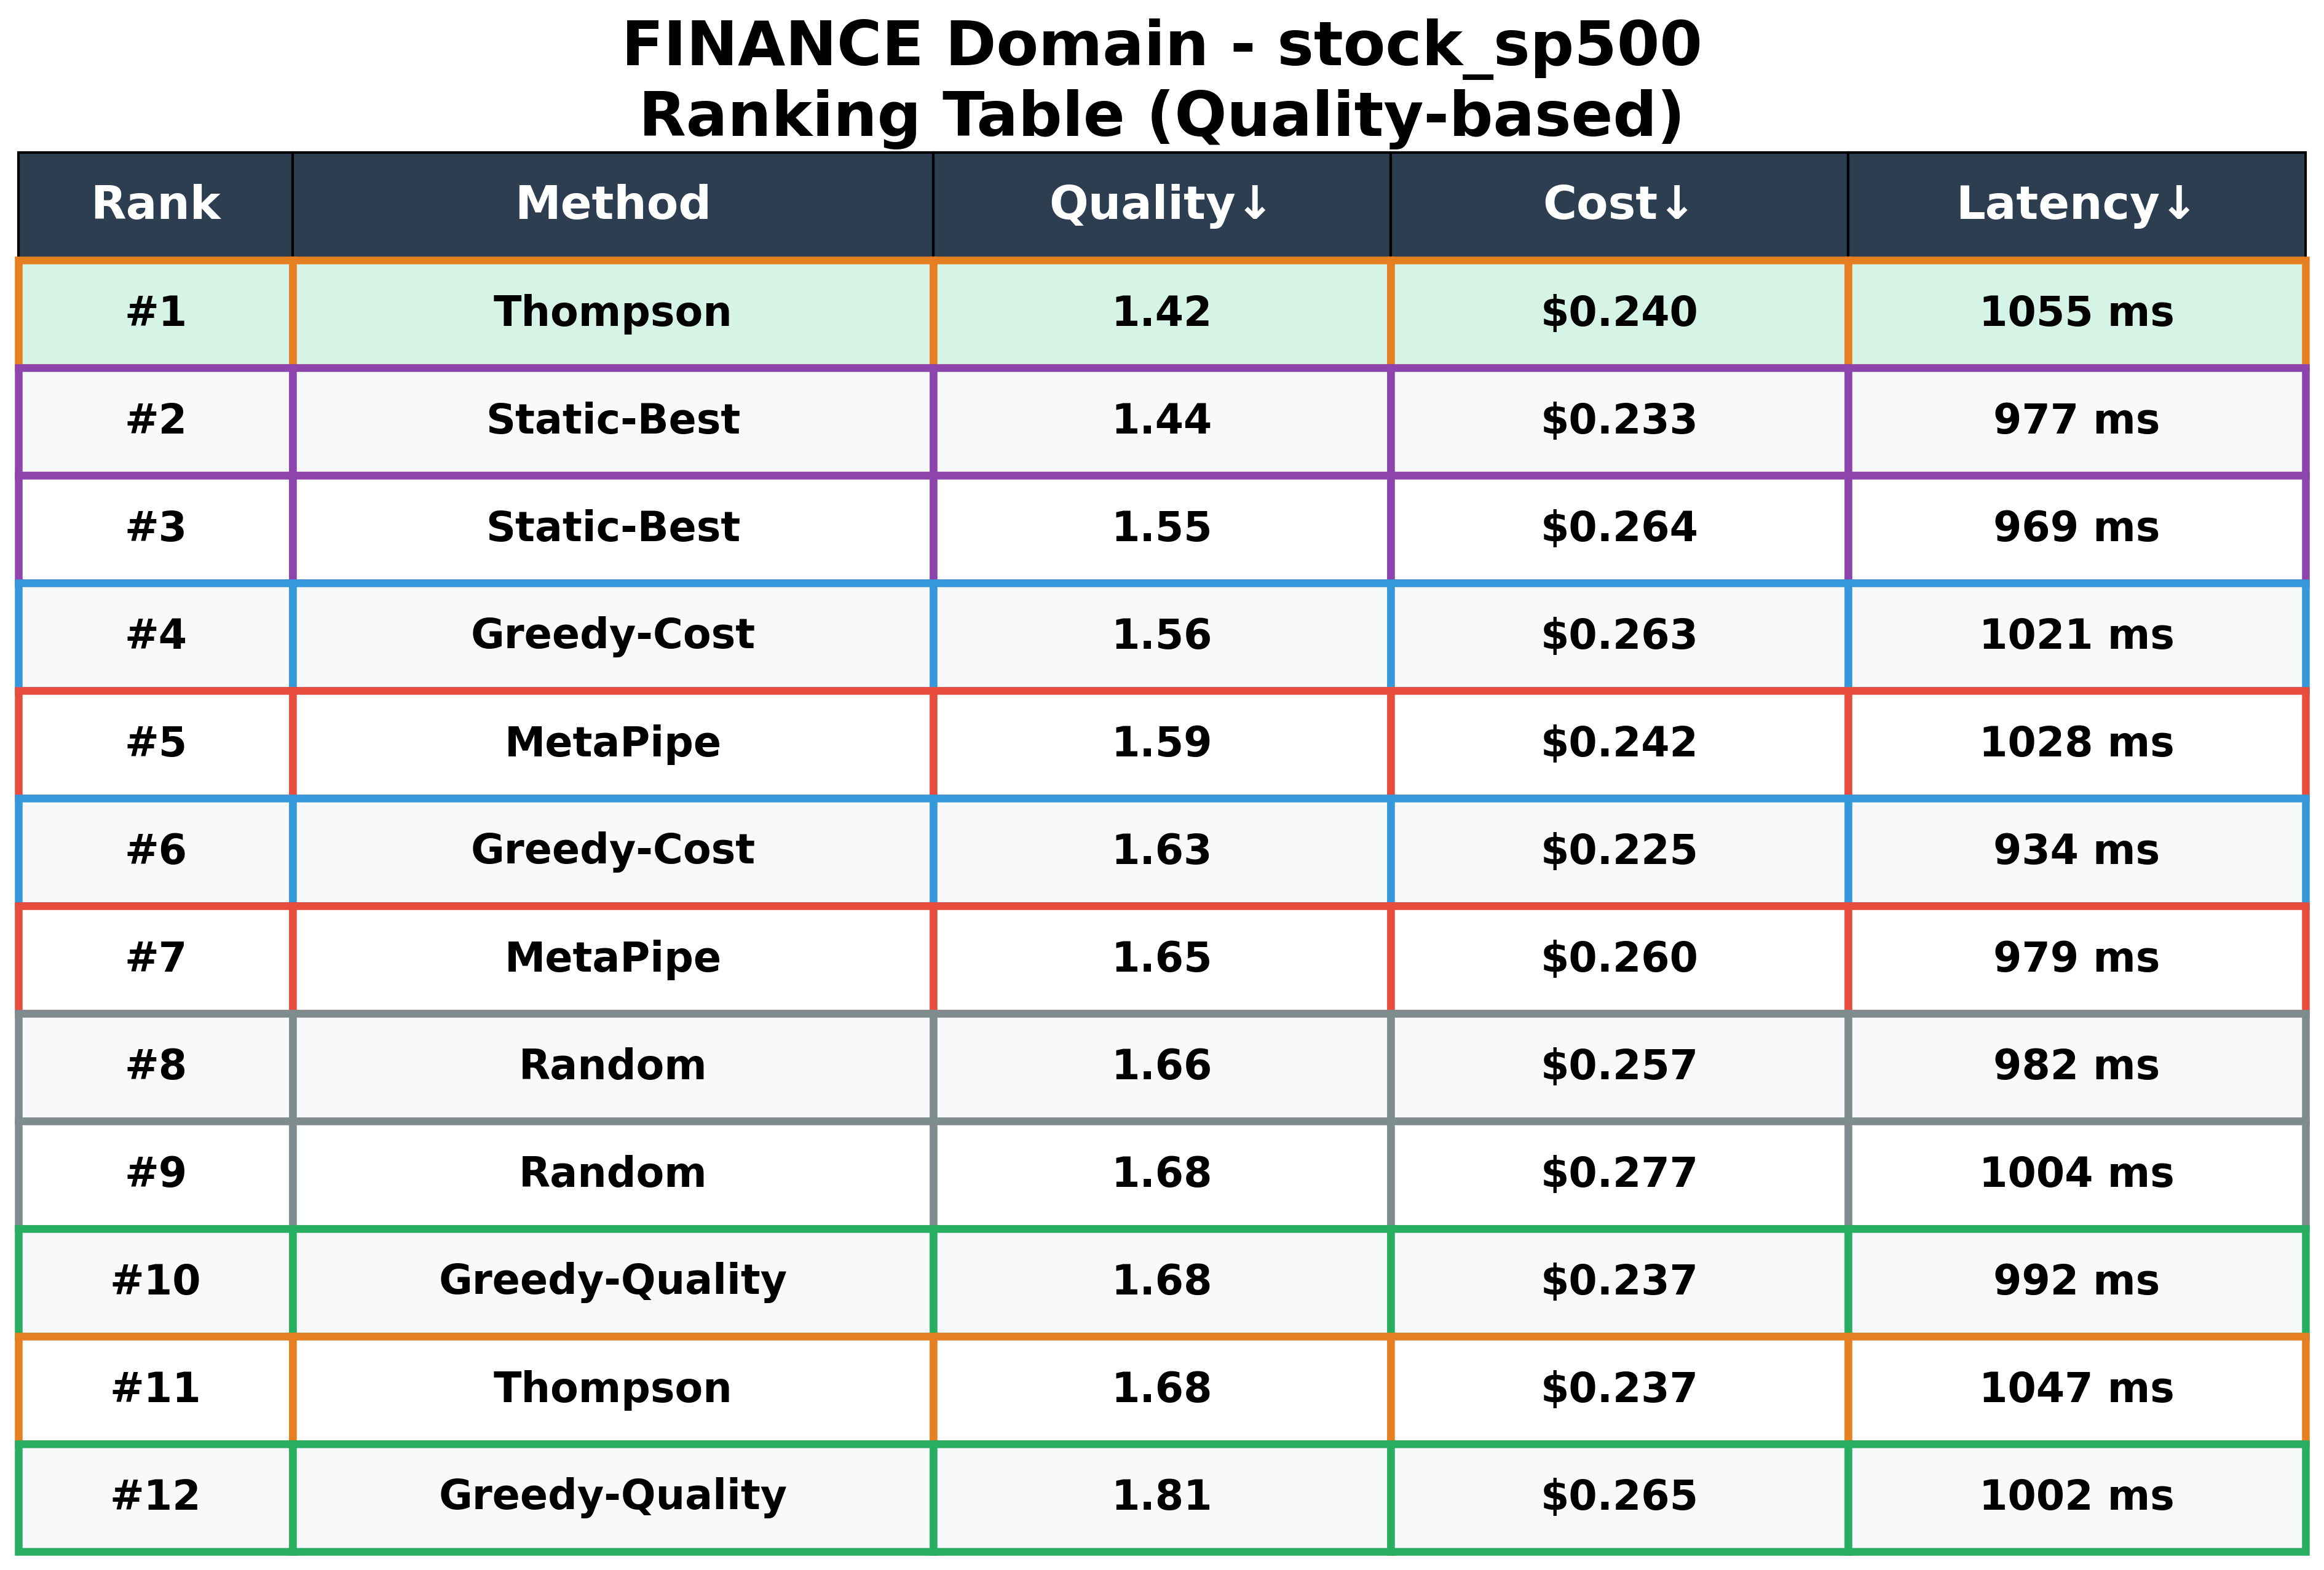 FINANCE Domain - stock_sp500
Ranking Table (Quality-based)
Rank Method Quality↓ Cost↓ Latency↓
#1 Thompson 1.42 $0.240 1055 ms
#2 Static-Best 1.44 $0.233 977 ms
#3 Static-Best 1.55 $0.264 969 ms
#4 Greedy-Cost 1.56 $0.263 1021 ms
#5 MetaPipe 1.59 $0.242 1028 ms
#6 Greedy-Cost 1.63 $0.225 934 ms
#7 MetaPipe 1.65 $0.260 979 ms
#8 Random 1.66 $0.257 982 ms
#9 Random 1.68 $0.277 1004 ms
#10 Greedy-Quality 1.68 $0.237 992 ms
#11 Thompson 1.68 $0.237 1047 ms
#12 Greedy-Quality 1.81 $0.265 1002 ms